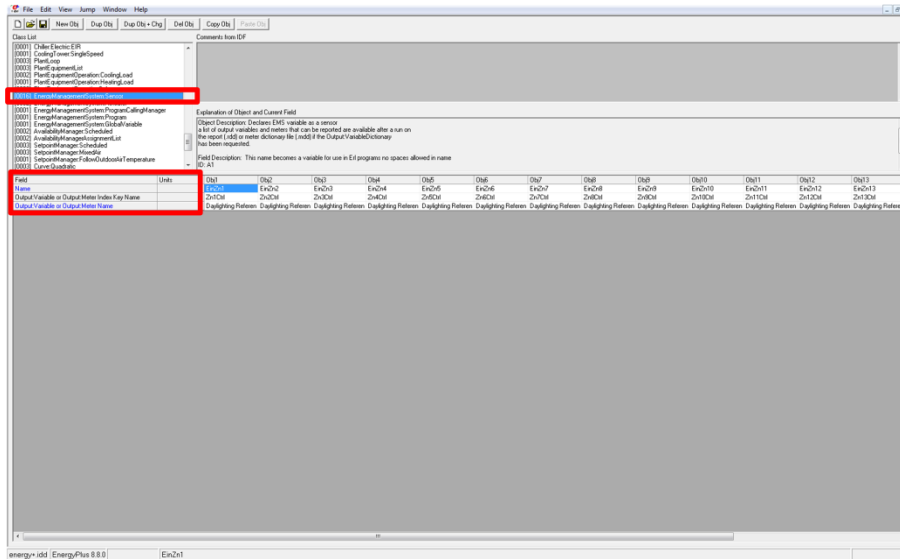 File Edit View Jump Window Help
New Obj Dup Obj Dup Obj + Chg Del Obj Copy Obj Paste Obj
Class List
Comments from IDF
[0001] Chiller:Electric:EIR
[0001] CoolingTower:SingleSpeed
[0003] PlantLoop
[0003] PlantEquipmentList
[0002] PlantEquipmentOperation:CoolingLoad
[0001] PlantEquipmentOperation:HeatingLoad
[0016] EnergyManagementSystem:Sensor
[0001] EnergyManagementSystem:ProgramCallingManager
[0001] EnergyManagementSystem:Program
[0001] EnergyManagementSystem:GlobalVariable
[0002] AvailabilityManager:Scheduled
[0002] AvailabilityManagerAssignmentList
[0003] SetpointManager:Scheduled
[0003] SetpointManager:MixedAir
[0001] SetpointManager:FollowOutdoorAirTemperature
[0003] Curve:Quadratic
Explanation of Object and Current Field
Object Description: Declares EMS variable as a sensor
a list of output variables and meters that can be reported are available after a run on
the report (.rdd) or meter dictionary file (.mdd) if the Output:VariableDictionary
has been requested.
Field Description: This name becomes a variable for use in Erl programs no spaces allowed in name
ID: A1
Field Units Obj1 Obj2 Obj3 Obj4 Obj5 Obj6 Obj7 Obj8 Obj9 Obj10 Obj11 Obj12 Obj13
Name EinZn1 EinZn2 EinZn3 EinZn4 EinZn5 EinZn6 EinZn7 EinZn8 EinZn9 EinZn10 EinZn11 EinZn12 EinZn13
Output:Variable or Output:Meter Index Key Name Zn1Ctrl Zn2Ctrl Zn3Ctrl Zn4Ctrl Zn5Ctrl Zn6Ctrl Zn7Ctrl Zn8Ctrl Zn9Ctrl Zn10Ctrl Zn11Ctrl Zn12Ctrl Zn13Ctrl
Output:Variable or Output:Meter Name Daylighting Referen Daylighting Referen Daylighting Referen Daylighting Referen Daylighting Referen Daylighting Referen Daylighting Referen Daylighting Referen Daylighting Referen Daylighting Referen Daylighting Referen Daylighting Referen Daylighting Refere
energy+.idd EnergyPlus 8.8.0 EinZn1